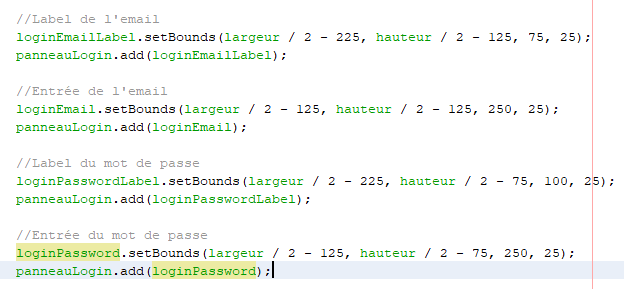 //Label de l'email
loginEmailLabel.setBounds(largeur / 2 - 225, hauteur / 2 - 125, 75, 25);
panneauLogin.add(loginEmailLabel);
//Entrée de l'email
loginEmail.setBounds(largeur / 2 - 125, hauteur / 2 - 125, 250, 25);
panneauLogin.add(loginEmail);
//Label du mot de passe
loginPasswordLabel.setBounds(largeur / 2 - 225, hauteur / 2 - 75, 100, 25);
panneauLogin.add(loginPasswordLabel);
//Entrée du mot de passe
loginPassword.setBounds(largeur / 2 - 125, hauteur / 2 - 75, 250, 25);
panneauLogin.add(loginPassword);